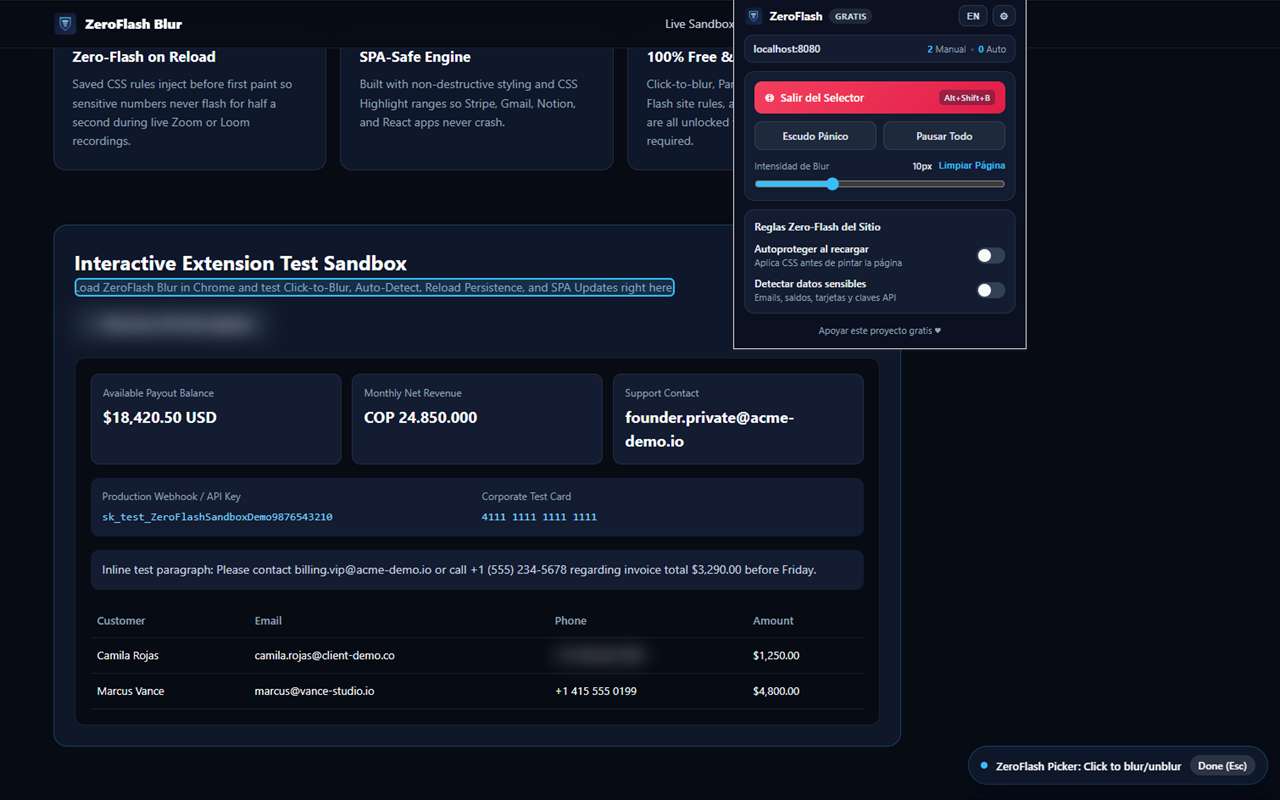 ZeroFlash Blur
Live Sandbox
Zero-Flash on Reload
Saved CSS rules inject before first paint so
sensitive numbers never flash for half a
second during live Zoom or Loom
recordings.
SPA-Safe Engine
Built with non-destructive styling and CSS
Highlight ranges so Stripe, Gmail, Notion,
and React apps never crash.
100% Free &
Click-to-blur,
Flash site rules,
are all unlocked
required.
ZeroFlash GRATIS EN
localhost:8080 2 Manual • 0 Auto
Salir del Selector Alt+Shift+B
Escudo Pánico Pausar Todo
Intensidad de Blur 10px Limpiar Página
Reglas Zero-Flash del Sitio
Autoproteger al recargar
Aplica CSS antes de pintar la página
Detectar datos sensibles
Emails, saldos, tarjetas y claves API
Apoyar este proyecto gratis ♥
Interactive Extension Test Sandbox
Load ZeroFlash Blur in Chrome and test Click-to-Blur, Auto-Detect, Reload Persistence, and SPA Updates right here
Available Payout Balance
$18,420.50 USD
Monthly Net Revenue
COP 24.850.000
Support Contact
founder.private@acme-
demo.io
Production Webhook / API Key
sk_test_ZeroFlashSandboxDemo9876543210
Corporate Test Card
4111 1111 1111 1111
Inline test paragraph: Please contact billing.vip@acme-demo.io or call +1 (555) 234-5678 regarding invoice total $3,290.00 before Friday.
Customer Email Phone Amount
Camila Rojas camila.rojas@client-demo.co $1,250.00
Marcus Vance marcus@vance-studio.io +1 415 555 0199 $4,800.00
ZeroFlash Picker: Click to blur/unblur Done (Esc)